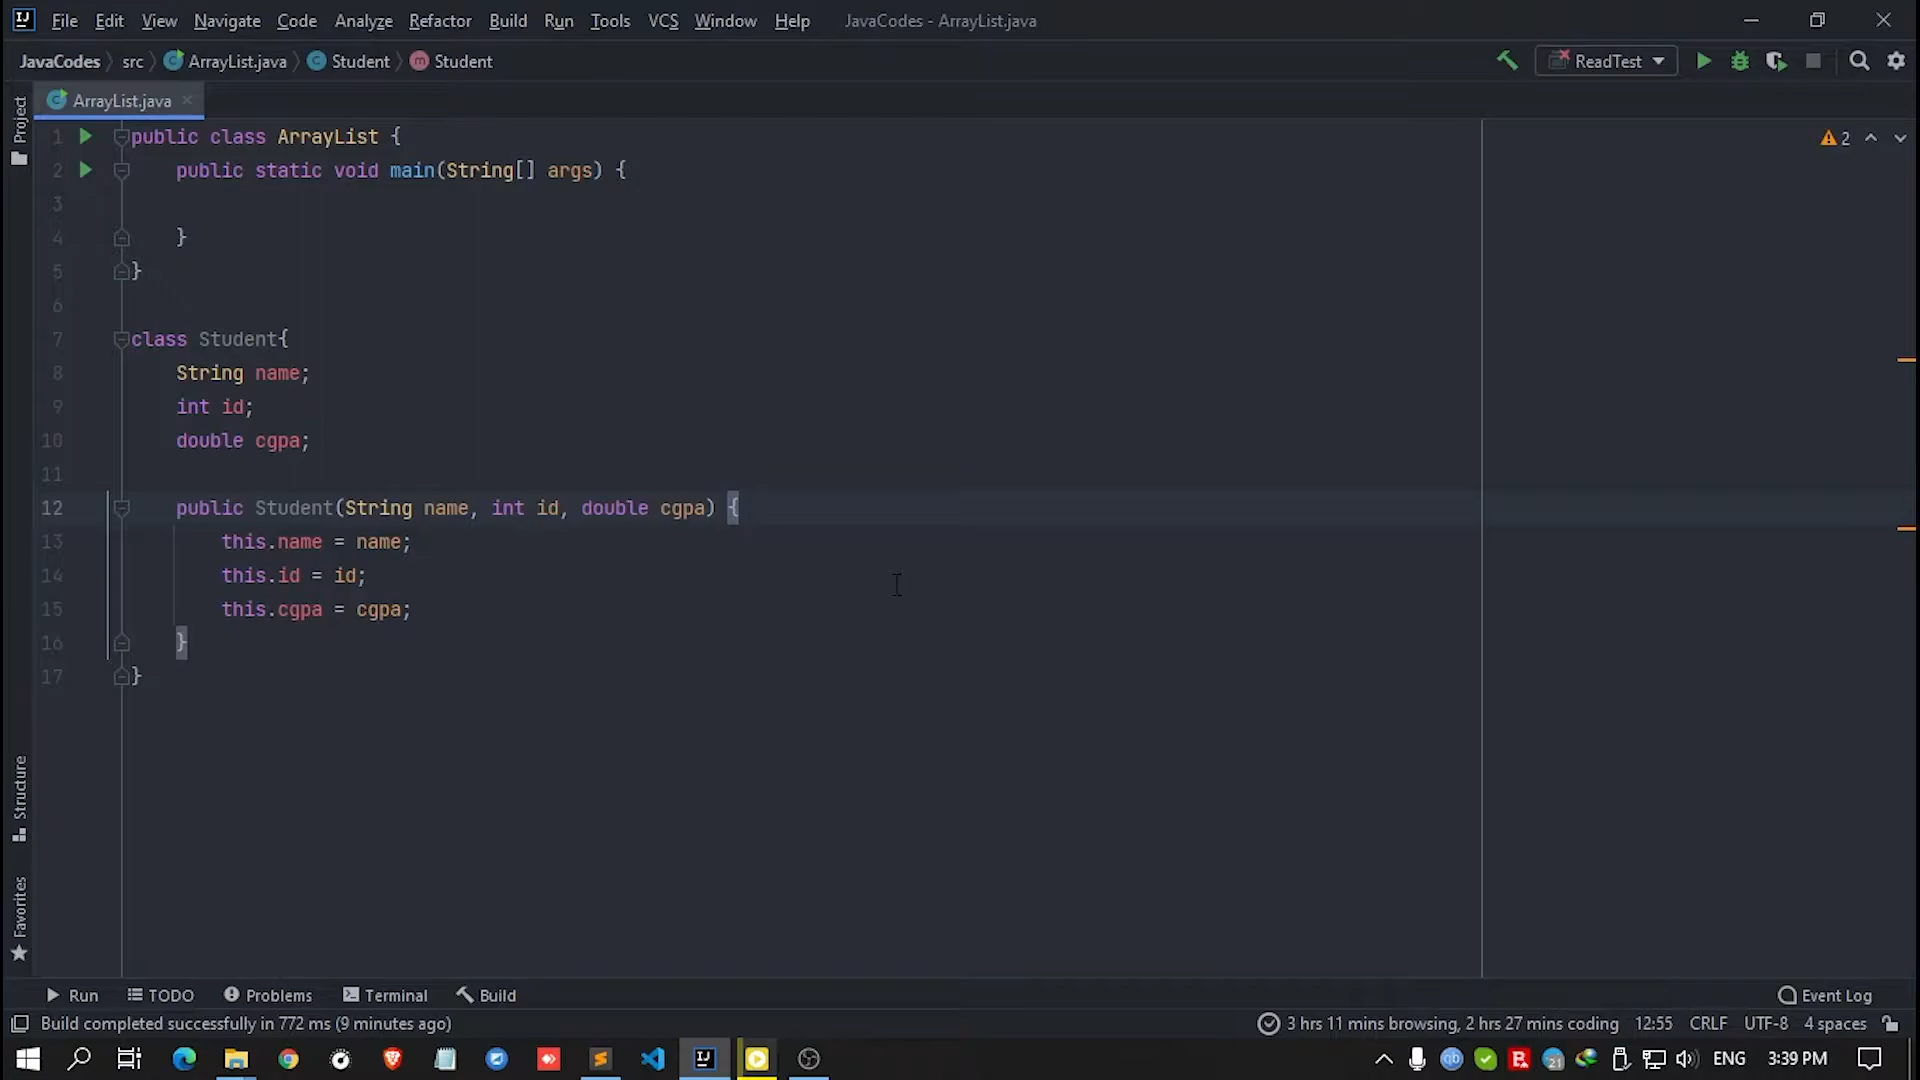 File Edit View Navigate Code Analyze Refactor Build Run Tools VCS Window Help JavaCodes - ArrayList.java
JavaCodes src ArrayList.java Student Student ReadTest
ArrayList.java
Project
1 public class ArrayList {
2 public static void main(String[] args) {
3
4 }
5 }
6
7 class Student{
8 String name;
9 int id;
10 double cgpa;
11
12 public Student(String name, int id, double cgpa) {
13 this.name = name;
14 this.id = id;
15 this.cgpa = cgpa;
16 }
17 }
2
Structure
Favorites
Run TODO Problems Terminal Build Event Log
Build completed successfully in 772 ms (9 minutes ago) 3 hrs 11 mins browsing, 2 hrs 27 mins coding 12:55 CRLF UTF-8 4 spaces
IJ qb 21 ENG 3:39 PM